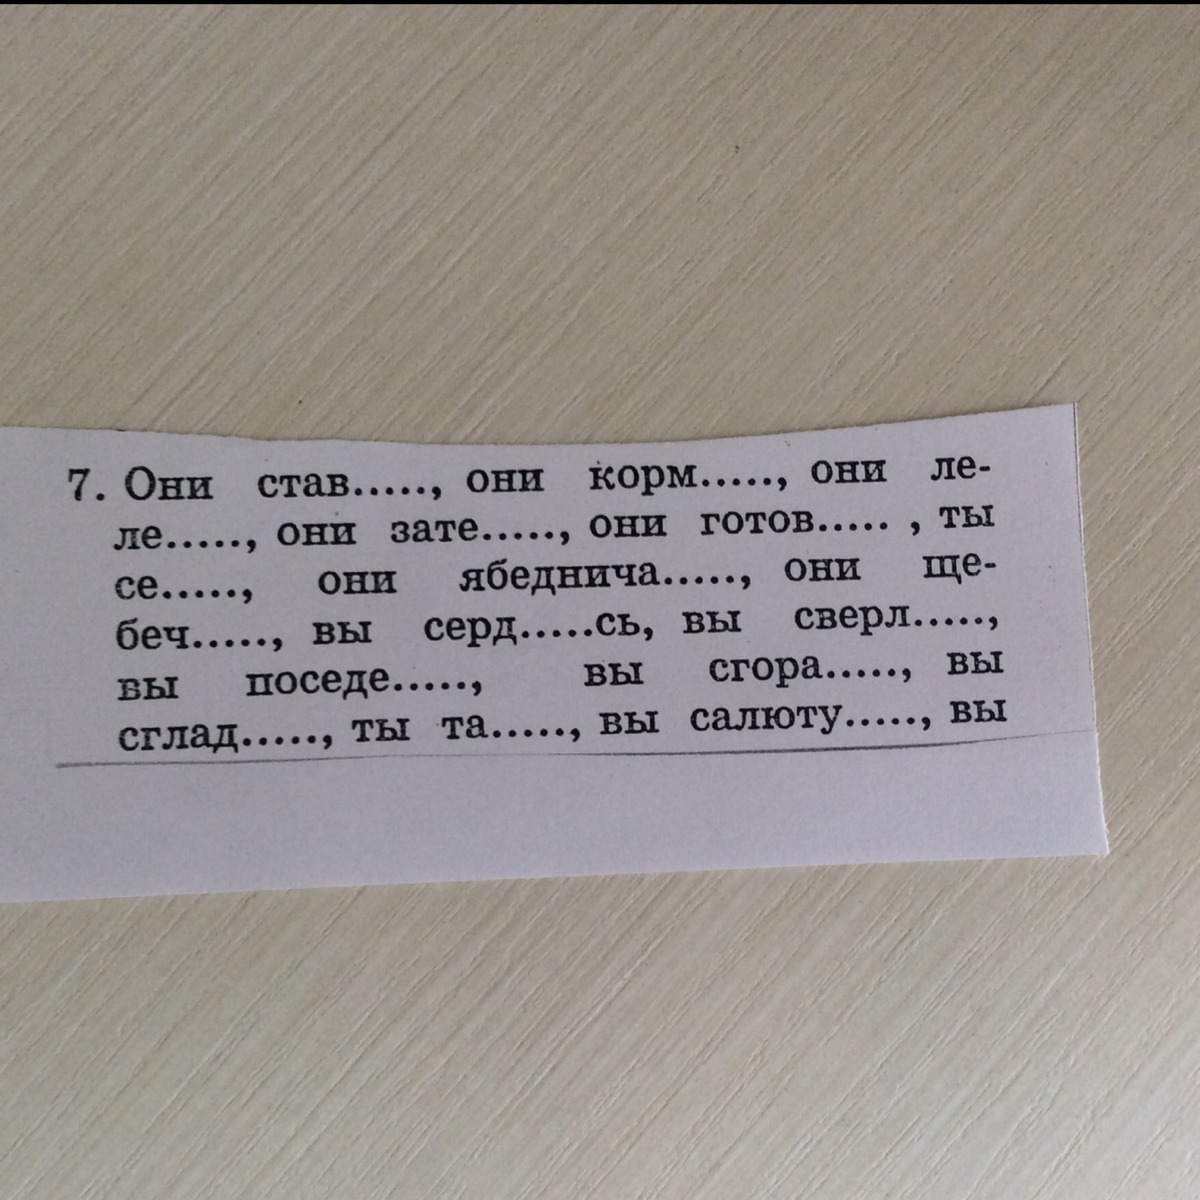 7. Они став....., они корм....., они ле-
ле....., они зате....., они готов..... , ты
се....., они ябеднича....., они ще-
беч....., вы серд.....сь, вы сверл.....,
вы поседе....., вы сгора....., вы
сглад....., ты та....., вы салюту....., вы